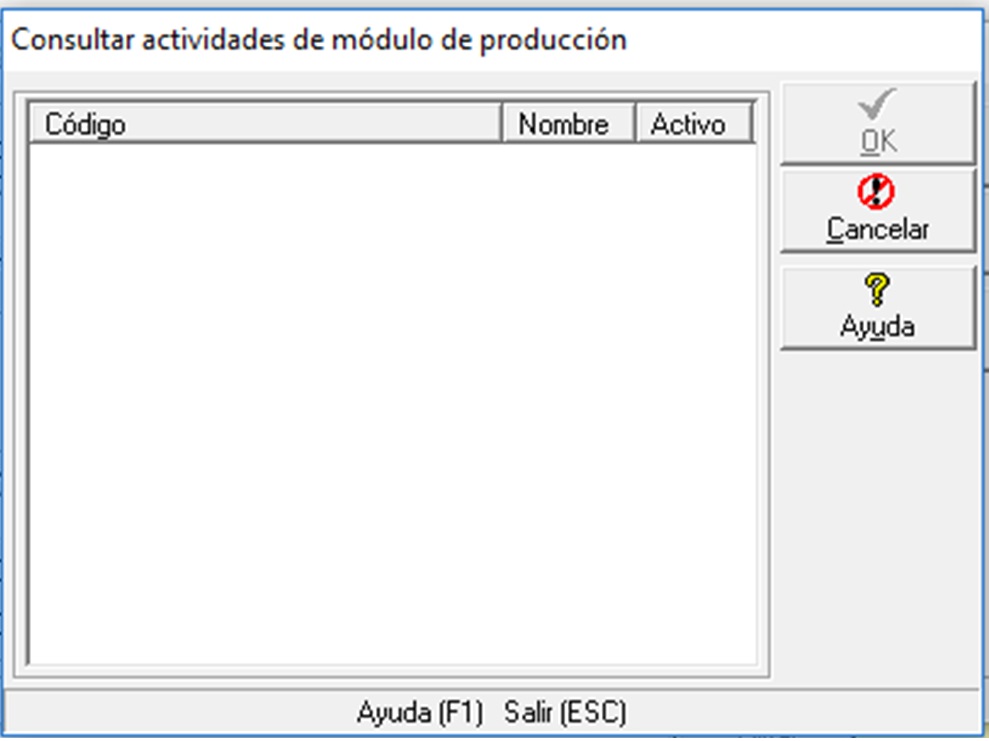 Consultar actividades de módulo de producción
Código Nombre Activo
OK
Cancelar
Ayuda
Ayuda (F1) Salir (ESC)